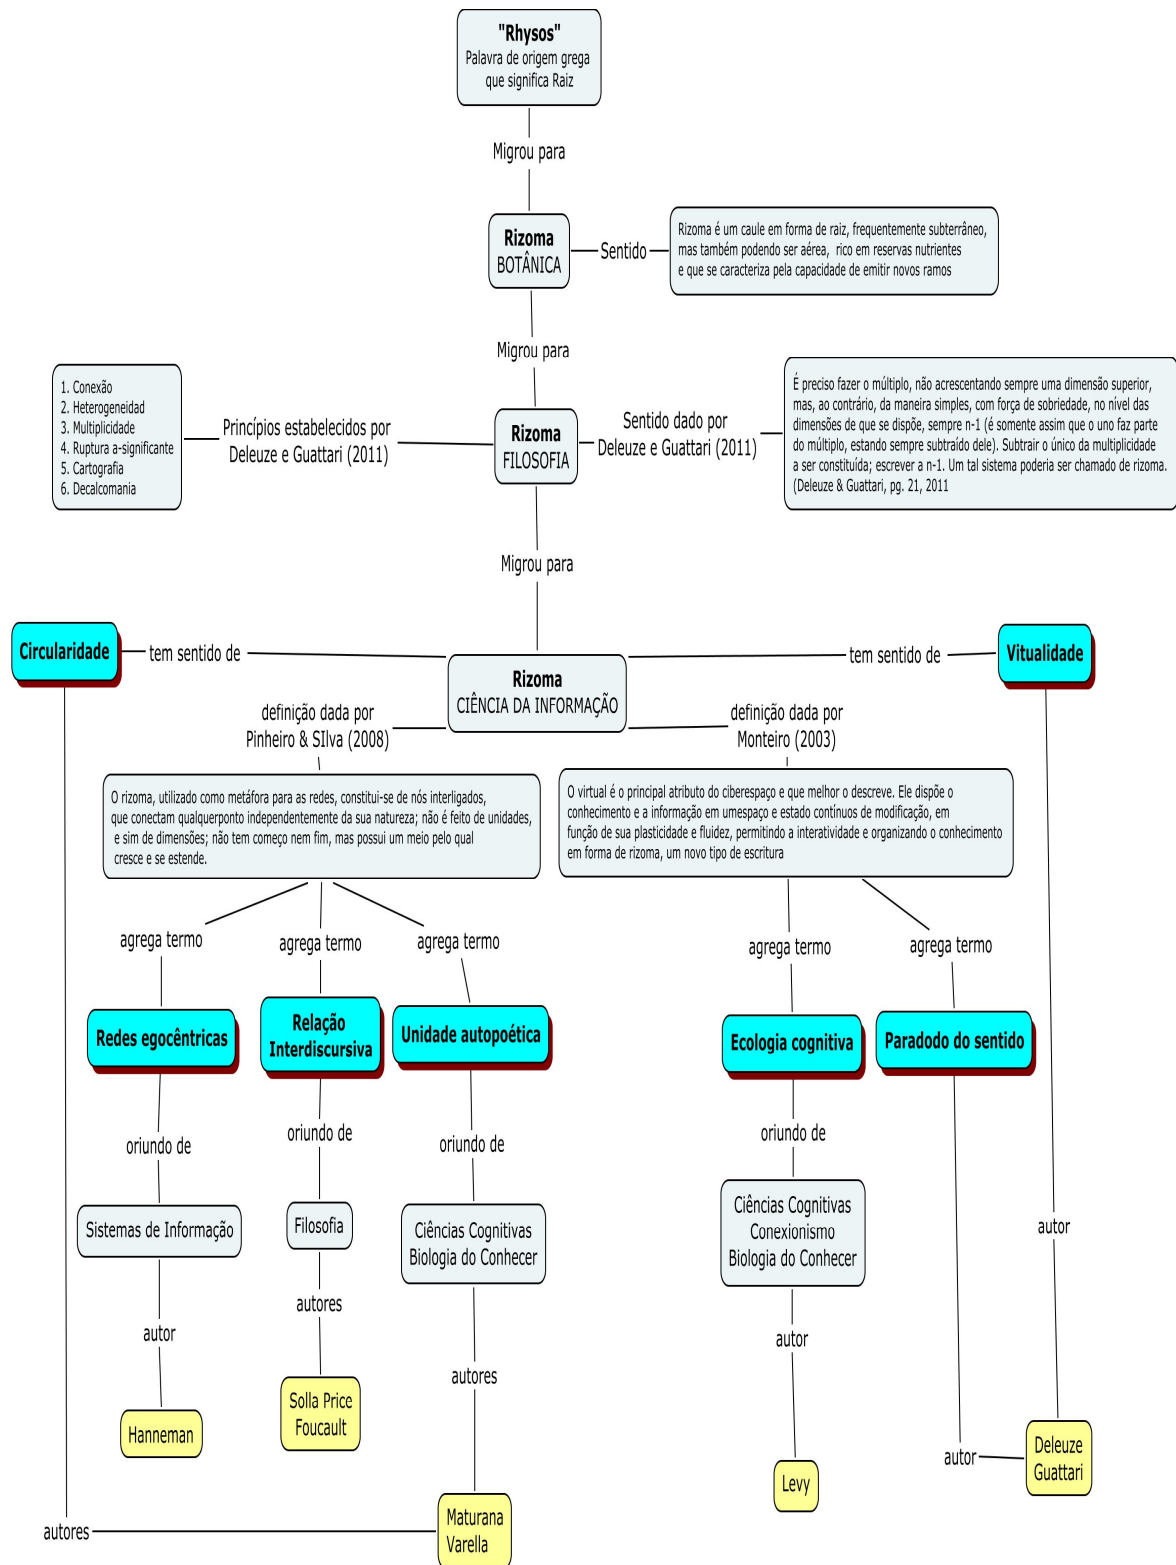 "Rhysos"
Palavra de origem grega
que significa Raiz
Migrou para
Rizoma
BOTÂNICA
Sentido
Rizoma é um caule em forma de raiz, frequentemente subterrâneo,
mas também podendo ser aérea, rico em reservas nutrientes
e que se caracteriza pela capacidade de emitir novos ramos
Migrou para
1. Conexão
2. Heterogeneidad
3. Multiplicidade
4. Ruptura a-significante
5. Cartografia
6. Decalcomania
Princípios estabelecidos por
Deleuze e Guattari (2011)
Rizoma
FILOSOFIA
Sentido dado por
Deleuze e Guattari (2011)
É preciso fazer o múltiplo, não acrescentando sempre uma dimensão superior,
mas, ao contrário, da maneira simples, com força de sobriedade, no nível das
dimensões de que se dispõe, sempre n-1 (é somente assim que o uno faz parte
do múltiplo, estando sempre subtraído dele). Subtrair o único da multiplicidade
a ser constituída; escrever a n-1. Um tal sistema poderia ser chamado de rizoma.
(Deleuze & Guattari, pg. 21, 2011
Migrou para
Circularidade
tem sentido de
Rizoma
CIÊNCIA DA INFORMAÇÃO
tem sentido de
Vitualidade
definição dada por
Pinheiro & SIlva (2008)
definição dada por
Monteiro (2003)
O rizoma, utilizado como metáfora para as redes, constitui-se de nós interligados,
que conectam qualquerponto independentemente da sua natureza; não é feito de unidades,
e sim de dimensões; não tem começo nem fim, mas possui um meio pelo qual
cresce e se estende.
O virtual é o principal atributo do ciberespaço e que melhor o descreve. Ele dispõe o
conhecimento e a informação em umespaço e estado contínuos de modificação, em
função de sua plasticidade e fluidez, permitindo a interatividade e organizando o conhecimento
em forma de rizoma, um novo tipo de escritura
agrega termo
agrega termo
agrega termo
agrega termo
agrega termo
Redes egocêntricas
Relação
Interdiscursiva
Unidade autopoética
Ecologia cognitiva
Paradodo do sentido
oriundo de
oriundo de
oriundo de
oriundo de
Sistemas de Informação
Filosofia
Ciências Cognitivas
Biologia do Conhecer
Ciências Cognitivas
Conexionismo
Biologia do Conhecer
autor
autor
autores
autores
autor
Hanneman
Solla Price
Foucault
Levy
autor
Deleuze
Guattari
autores
Maturana
Varella